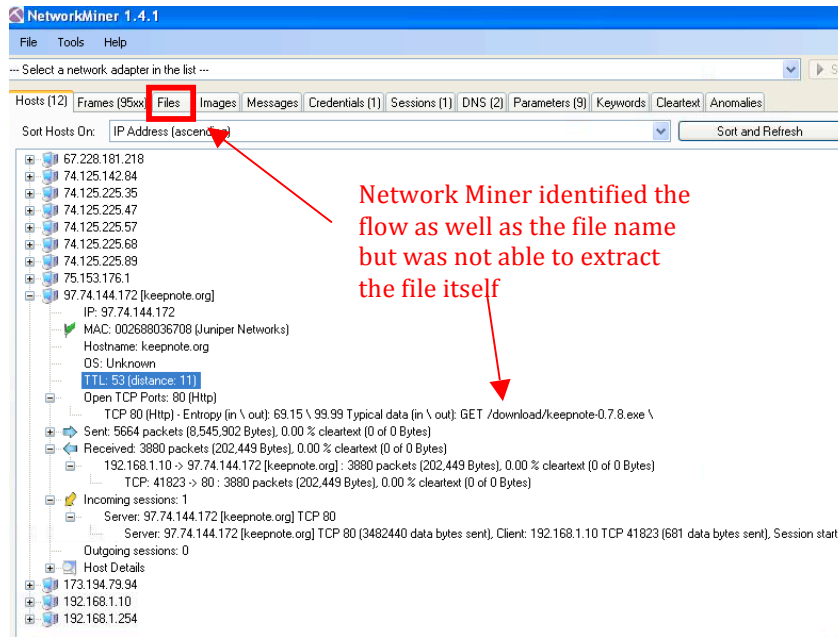 NetworkMiner 1.4.1
File Tools Help
--- Select a network adapter in the list ---
Hosts (12) Frames (95xx) Files Images Messages Credentials (1) Sessions (1) DNS (2) Parameters (9) Keywords Cleartext Anomalies
Sort Hosts On: IP Address (ascending) Sort and Refresh
67.228.181.218
74.125.142.84
74.125.225.35
74.125.225.47
74.125.225.57
74.125.225.68
74.125.225.89
75.153.176.1
97.74.144.172 [keepnote.org]
IP: 97.74.144.172
MAC: 002688036708 (Juniper Networks)
Hostname: keepnote.org
OS: Unknown
TTL: 53 (distance: 11)
Open TCP Ports: 80 (Http)
TCP 80 (Http) - Entropy (in \ out): 69.15 \ 99.99 Typical data (in \ out): GET /download/keepnote-0.7.8.exe \
Sent: 5664 packets (8,545,902 Bytes), 0.00 % cleartext (0 of 0 Bytes)
Received: 3880 packets (202,449 Bytes), 0.00 % cleartext (0 of 0 Bytes)
192.168.1.10 -> 97.74.144.172 [keepnote.org] : 3880 packets (202,449 Bytes), 0.00 % cleartext (0 of 0 Bytes)
TCP: 41823 -> 80 : 3880 packets (202,449 Bytes), 0.00 % cleartext (0 of 0 Bytes)
Incoming sessions: 1
Server: 97.74.144.172 [keepnote.org] TCP 80
Server: 97.74.144.172 [keepnote.org] TCP 80 (3482440 data bytes sent), Client: 192.168.1.10 TCP 41823 (681 data bytes sent), Session start
Outgoing sessions: 0
Host Details
173.194.79.94
192.168.1.10
192.168.1.254
Network Miner identified the
flow as well as the file name
but was not able to extract
the file itself